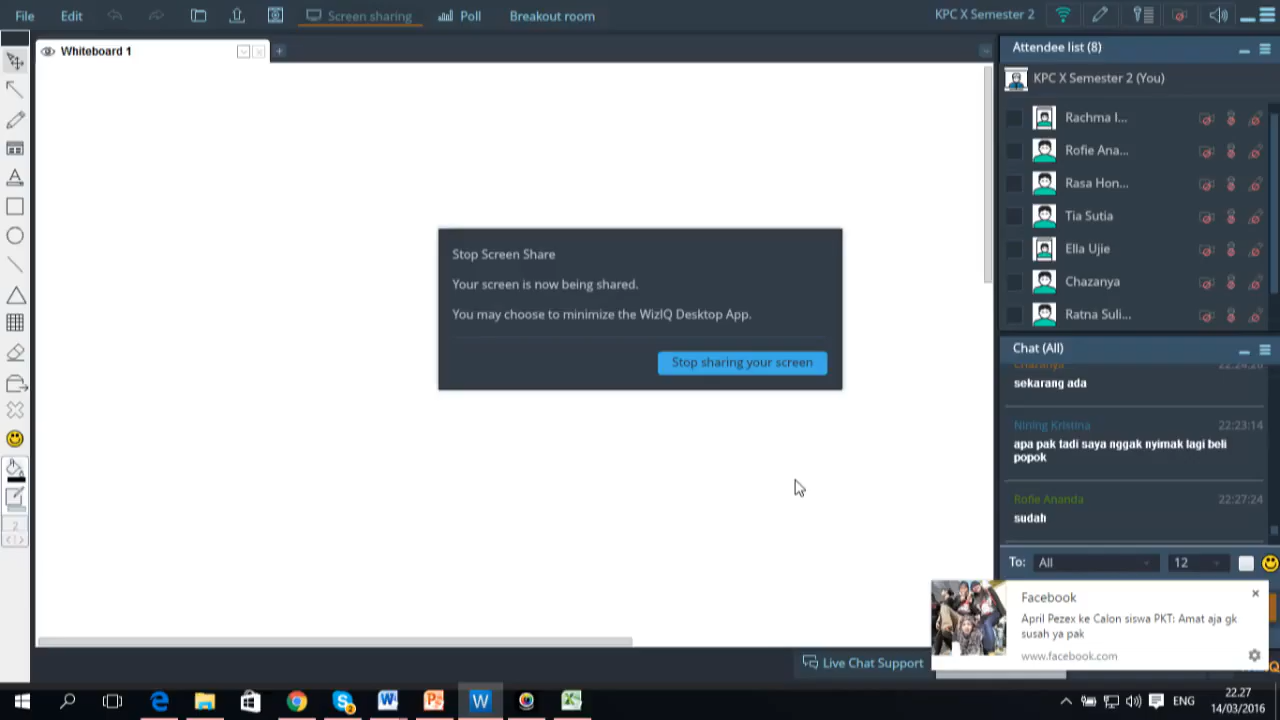 File Edit Screen sharing Poll Breakout room KPC X Semester 2
Whiteboard 1
Attendee list (8)
KPC X Semester 2 (You)
Rachma I...
Rofie Ana...
Rasa Hon...
Tia Sutia
Ella Ujie
Chazanya
Ratna Suli...
Stop Screen Share
Your screen is now being shared.
You may choose to minimize the WizIQ Desktop App.
Stop sharing your screen
Chat (All)
Chazanya
sekarang ada
Nining Kristina 22:23:14
apa pak tadi saya nggak nyimak lagi beli
popok
Rofie Ananda 22:27:24
sudah
To: All 12
2
Facebook
April Pezex ke Calon siswa PKT: Amat aja gk
susah ya pak
www.facebook.com
Live Chat Support
ENG
22.27
14/03/2016